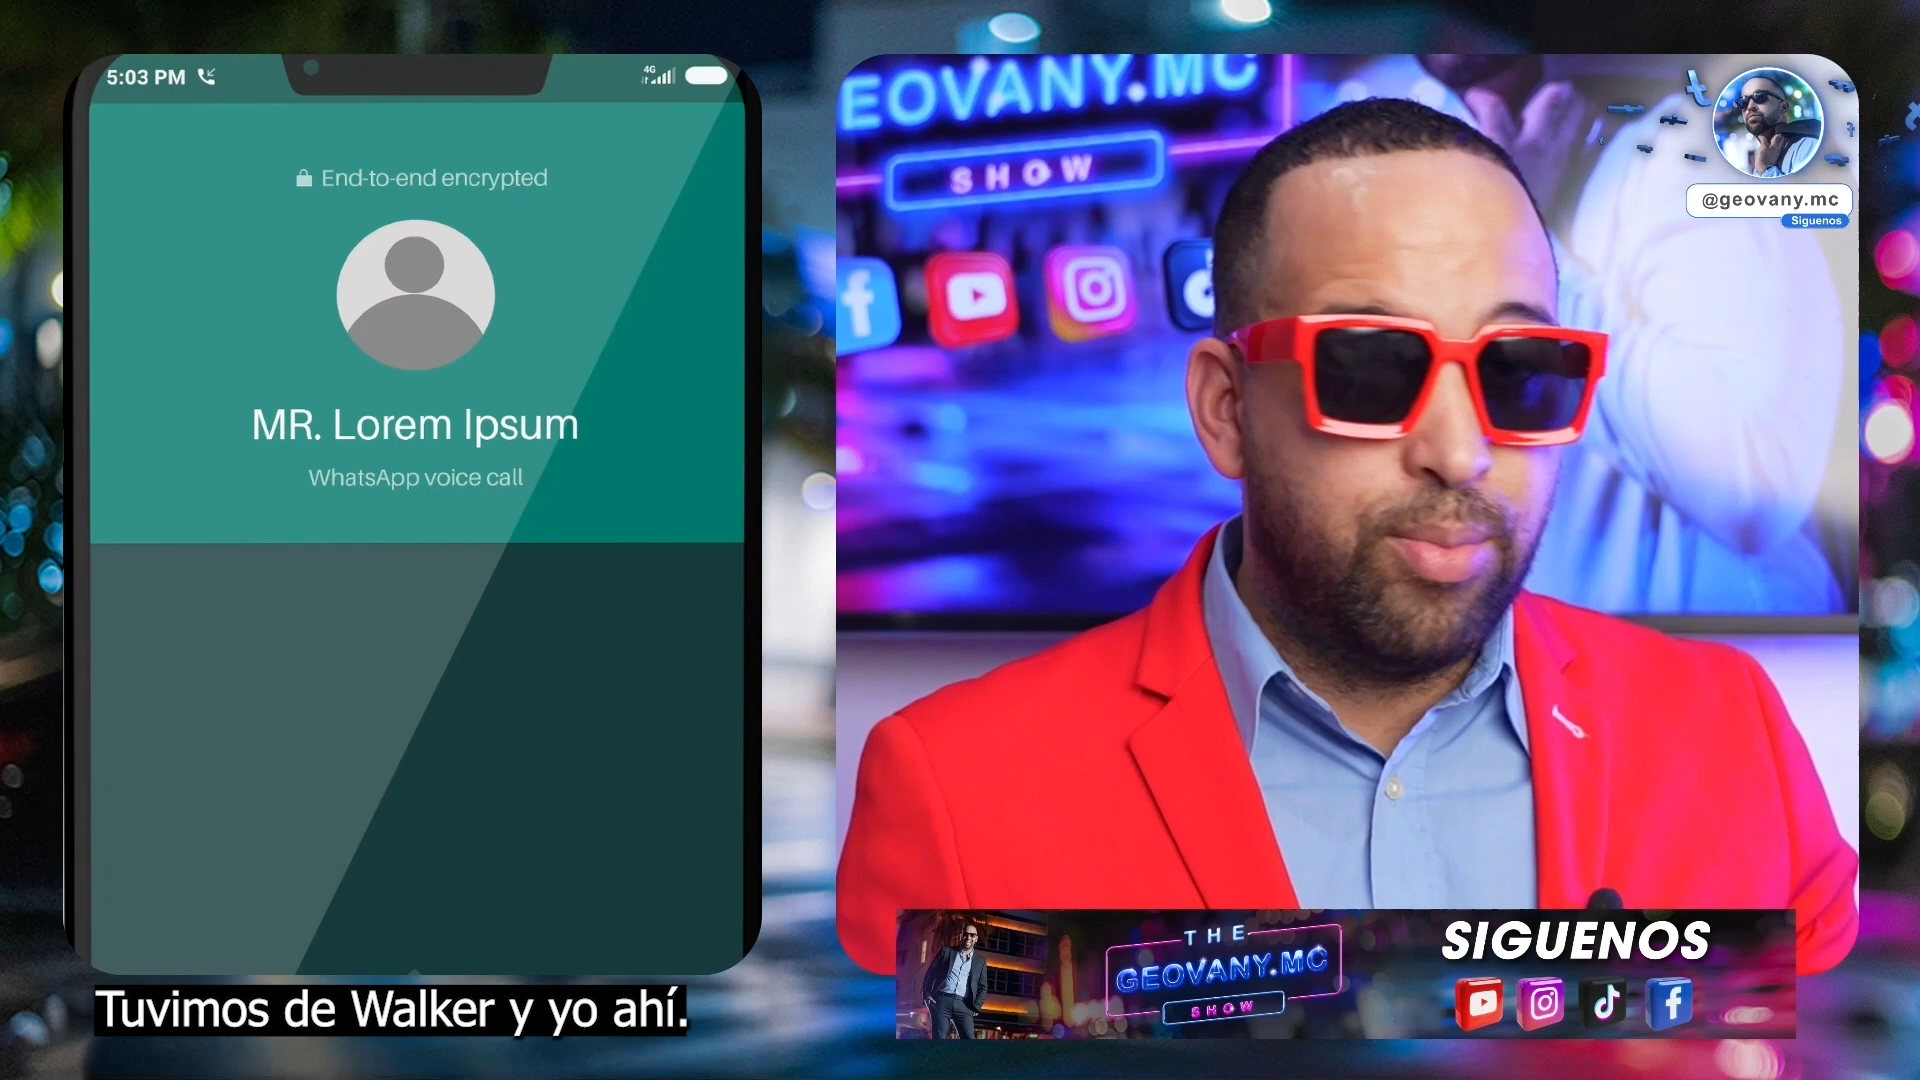 5:03 PM
4G
End-to-end encrypted
MR. Lorem Ipsum
WhatsApp voice call
Tuvimos de Walker y yo ahí.
EOVANY.MC
SHOW
@geovany.mc
Siguenos
THE
GEOVANY.MC
SHOW
SIGUENOS